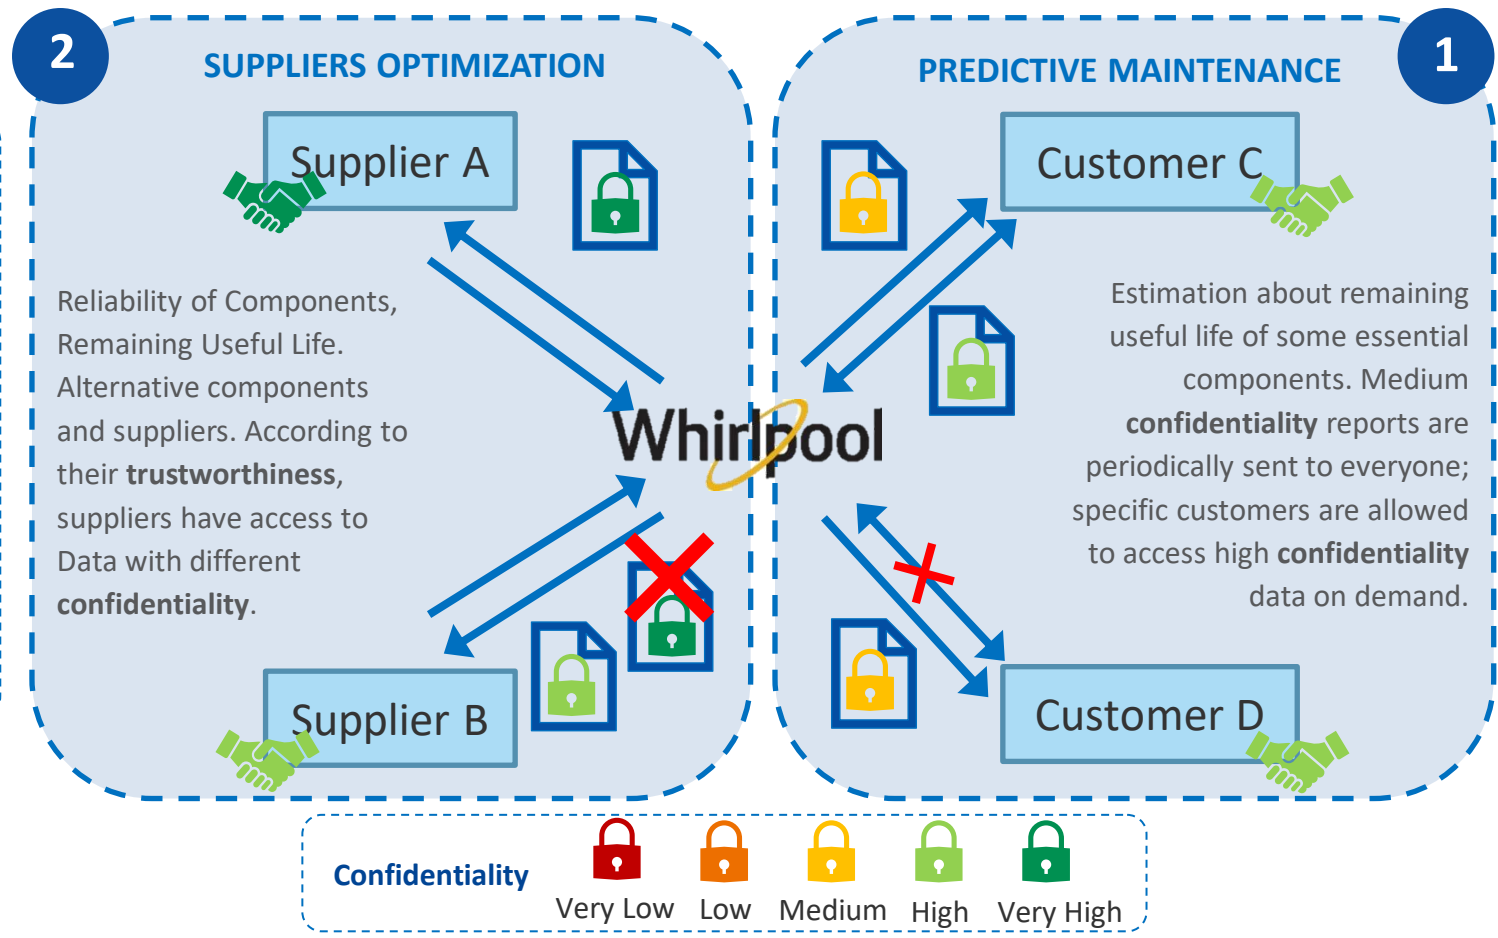 2
SUPPLIERS OPTIMIZATION
Supplier A
Reliability of Components,
Remaining Useful Life.
Alternative components
and suppliers. According to
their trustworthiness,
suppliers have access to
Data with different
confidentiality.
Supplier B
Whirlpool
1
PREDICTIVE MAINTENANCE
Customer C
Estimation about remaining
useful life of some essential
components. Medium
confidentiality reports are
periodically sent to everyone;
specific customers are allowed
to access high confidentiality
data on demand.
Customer D
Confidentiality
Very Low Low Medium High Very High